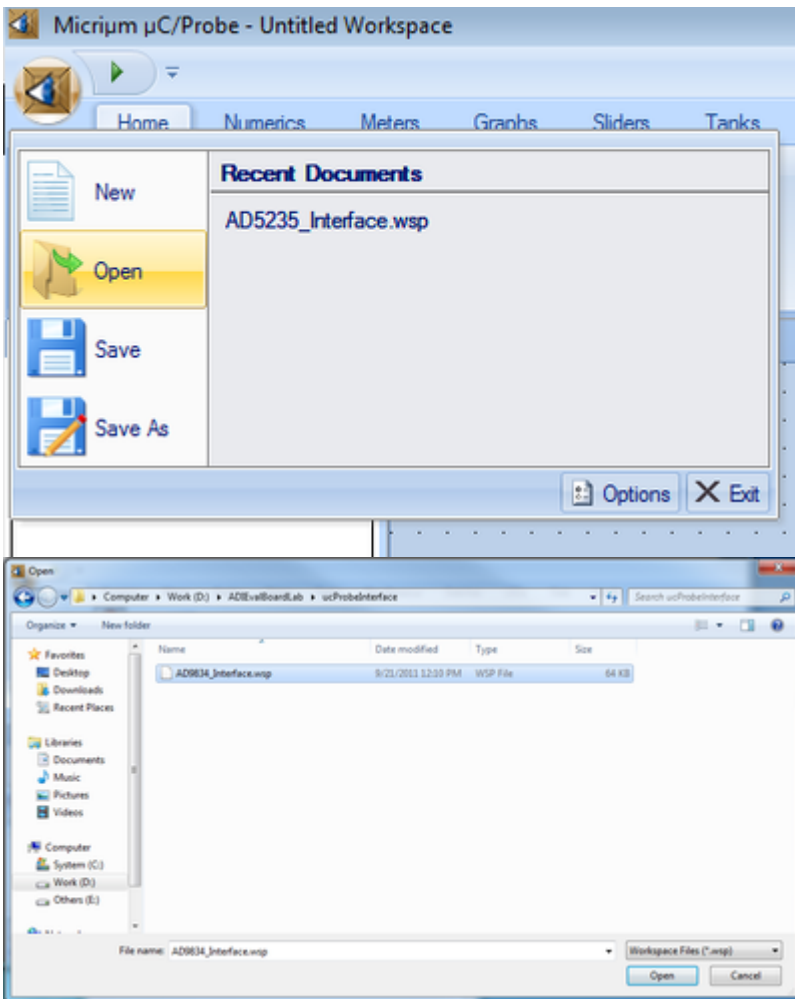 Micriµm µC/Probe - Untitled Workspace
Home Numerics Meters Graphs Sliders Tanks
Recent Documents
New
AD5235_Interface.wsp
Open
Save
Save As
Options Exit
Open
Computer Work (D:) ADIEvalBoardLab ucProbeInterface Search ucProbeInterface
Organize New folder
Name Date modified Type Size
Favorites
AD9834_Interface.wsp 9/21/2011 12:10 PM WSP File 64 KB
Desktop
Downloads
Recent Places
Libraries
Documents
Music
Pictures
Videos
Computer
System (C:)
Work (D:)
Others (E:)
File name: AD9834_Interface.wsp Workspace Files (*.wsp)
Open Cancel